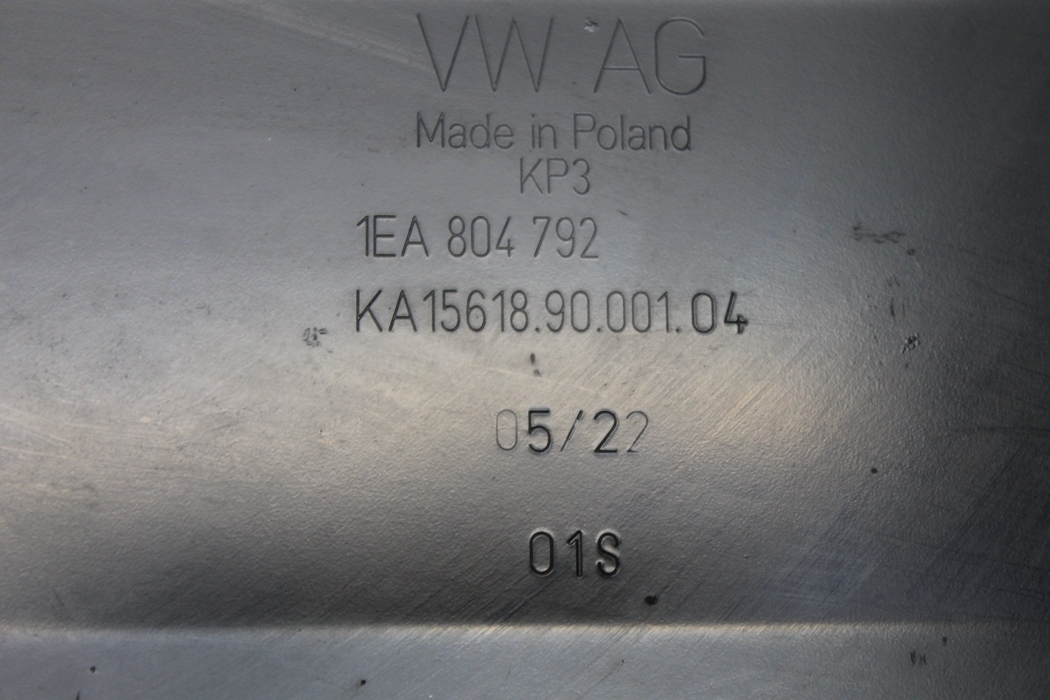 VW AG
Made in Poland
KP3
1EA 804 792
KA15618.90.001.04
05/22
01S